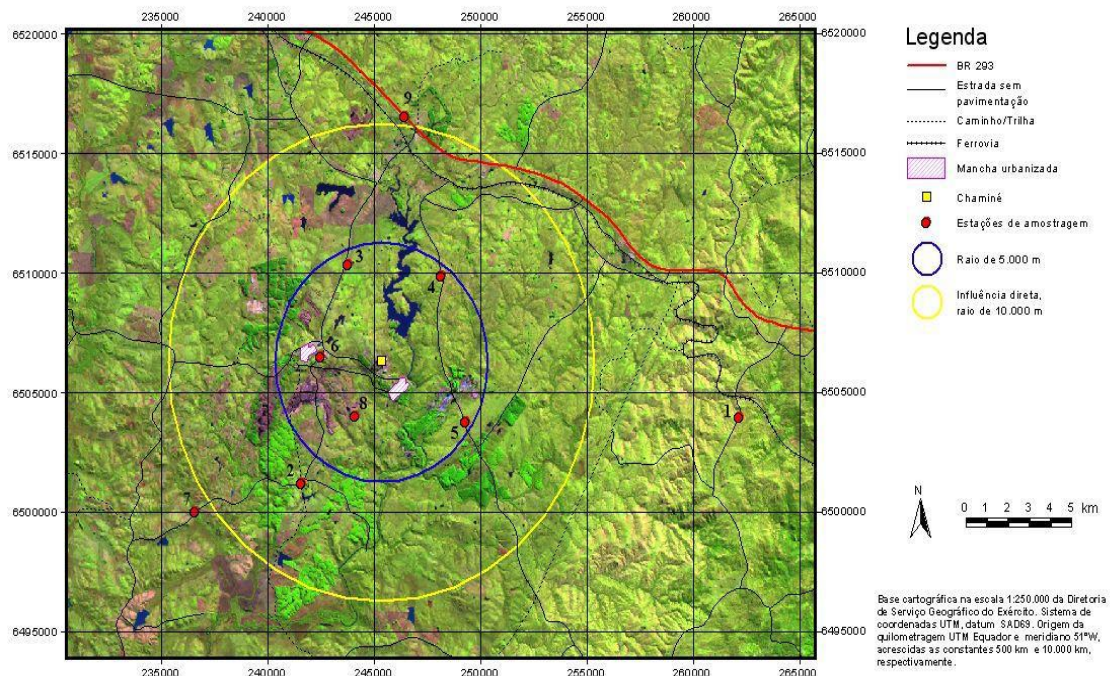 235000 240000 245000 250000 255000 260000 265000
6520000 6520000
6515000 6515000
6510000 6510000
6505000 6505000
6500000 6500000
6495000 6495000
235000 240000 245000 250000 255000 260000 265000
9
3
4
6
8
1
5
2
7
Legenda
BR 293
Estrada sem
pavimentação
Caminho/Trilha
Ferrovia
Mancha urbanizada
Chaminé
Estações de amostragem
Raio de 5.000 m
Influência direta,
raio de 10.000 m
N
0 1 2 3 4 5 km
Base cartográfica na escala 1:250.000 da Diretoria
de Serviço Geográfico do Exército. Sistema de
coordenadas UTM, datum SAD69. Origem da
quilometragem UTM Equador e meridiano 51°W,
acrescidas as constantes 500 km e 10.000 km,
respectivamente.